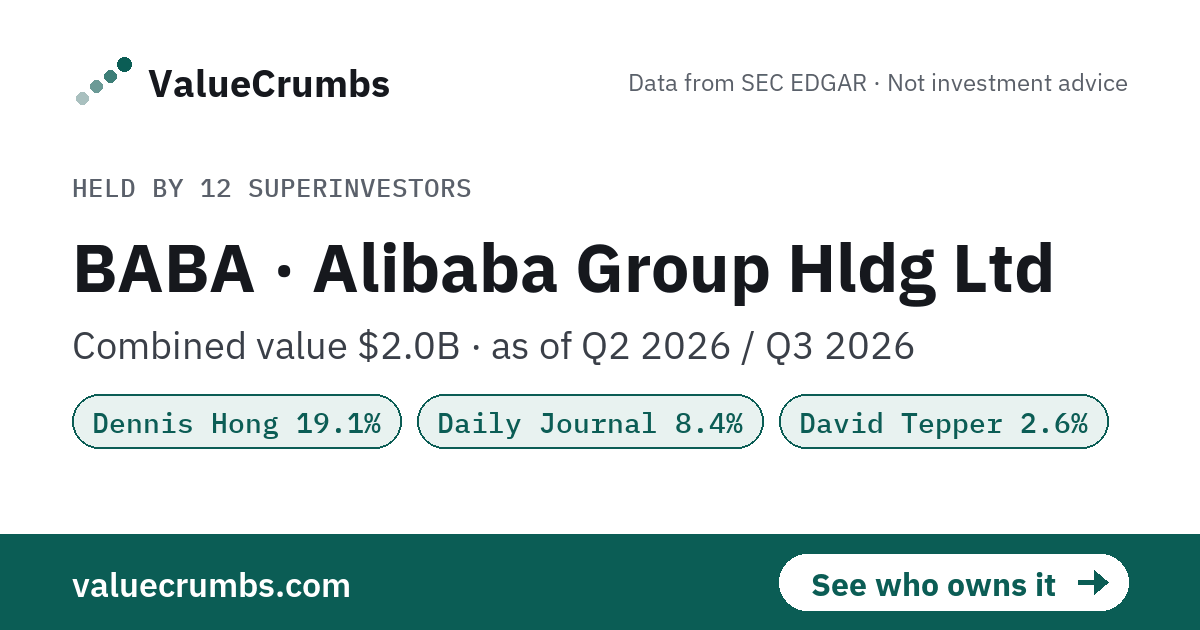 ValueCrumbs
Data from SEC EDGAR · Not investment advice
HELD BY 12 SUPERINVESTORS
BABA · Alibaba Group Hldg Ltd
Combined value $2.0B · as of Q2 2026 / Q3 2026
Dennis Hong 19.1%
Daily Journal 8.4%
David Tepper 2.6%
valuecrumbs.com
See who owns it →